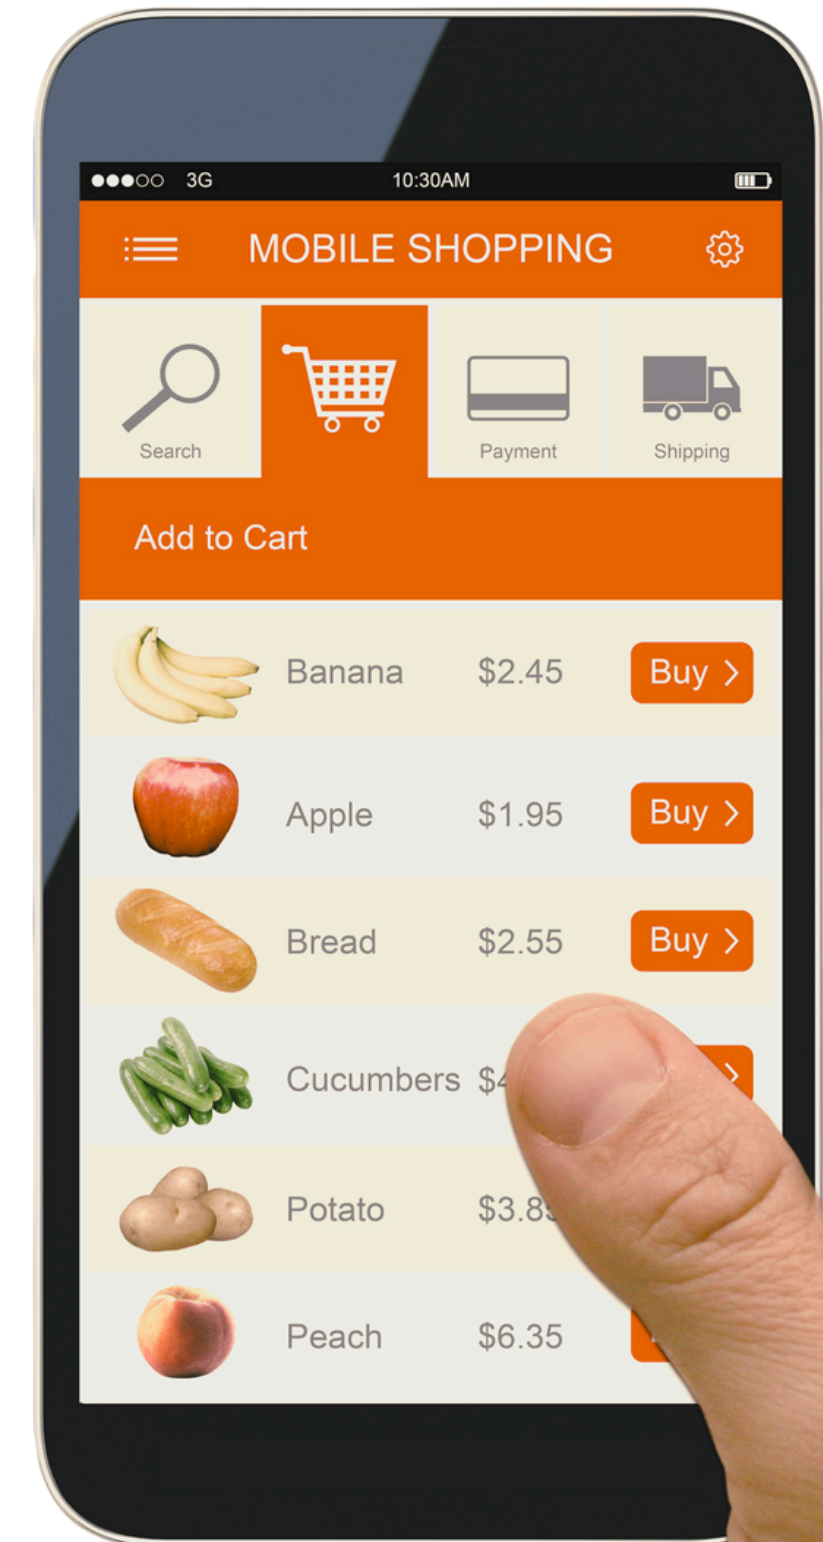 3G 10:30AM
MOBILE SHOPPING
Search Payment Shipping
Add to Cart
Banana $2.45 Buy
Apple $1.95 Buy
Bread $2.55 Buy
Cucumbers
Potato
Peach $6.35